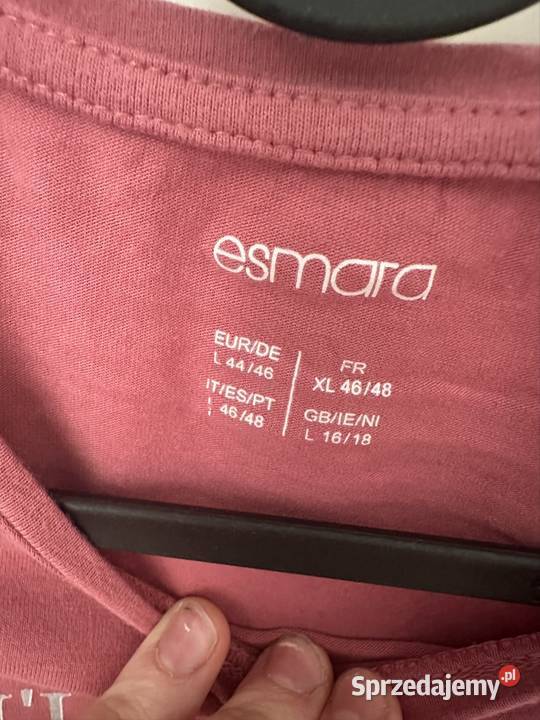 esmara
EUR/DE
L 44/46
IT/ES/PT
46/48
FR
XL 46/48
GB/IE/NI
L 16/18
Sprzedajemy.pl